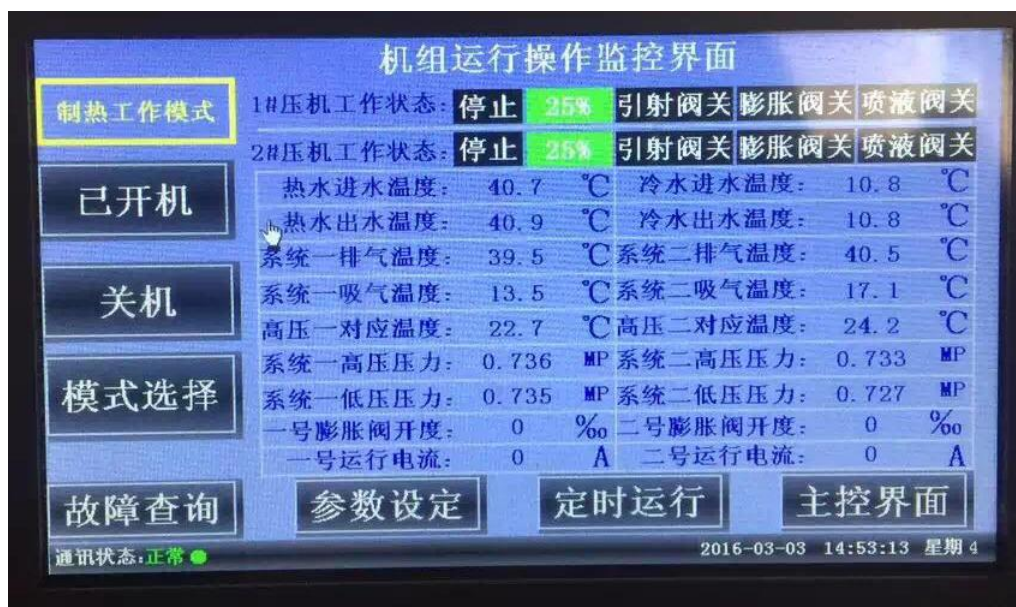 机组运行操作监控界面
制热工作模式
1#压机工作状态: 停止 25% 引射阀关 膨胀阀关 喷液阀关
2#压机工作状态: 停止 25% 引射阀关 膨胀阀关 喷液阀关
已开机
热水进水温度: 40.7 ℃ 冷水进水温度: 10.8 ℃
热水出水温度: 40.9 ℃ 冷水出水温度: 10.8 ℃
系统一排气温度: 39.5 ℃ 系统二排气温度: 40.5 ℃
关机
系统一吸气温度: 13.5 ℃ 系统二吸气温度: 17.1 ℃
高压一对应温度: 22.7 ℃ 高压二对应温度: 24.2 ℃
系统一高压压力: 0.736 MP 系统二高压压力: 0.733 MP
模式选择
系统一低压压力: 0.735 MP 系统二低压压力: 0.727 MP
一号膨胀阀开度: 0 ‰ 二号膨胀阀开度: 0 ‰
一号运行电流: 0 A 二号运行电流: 0 A
故障查询 参数设定 定时运行 主控界面
通讯状态:正常 2016-03-03 14:53:13 星期4